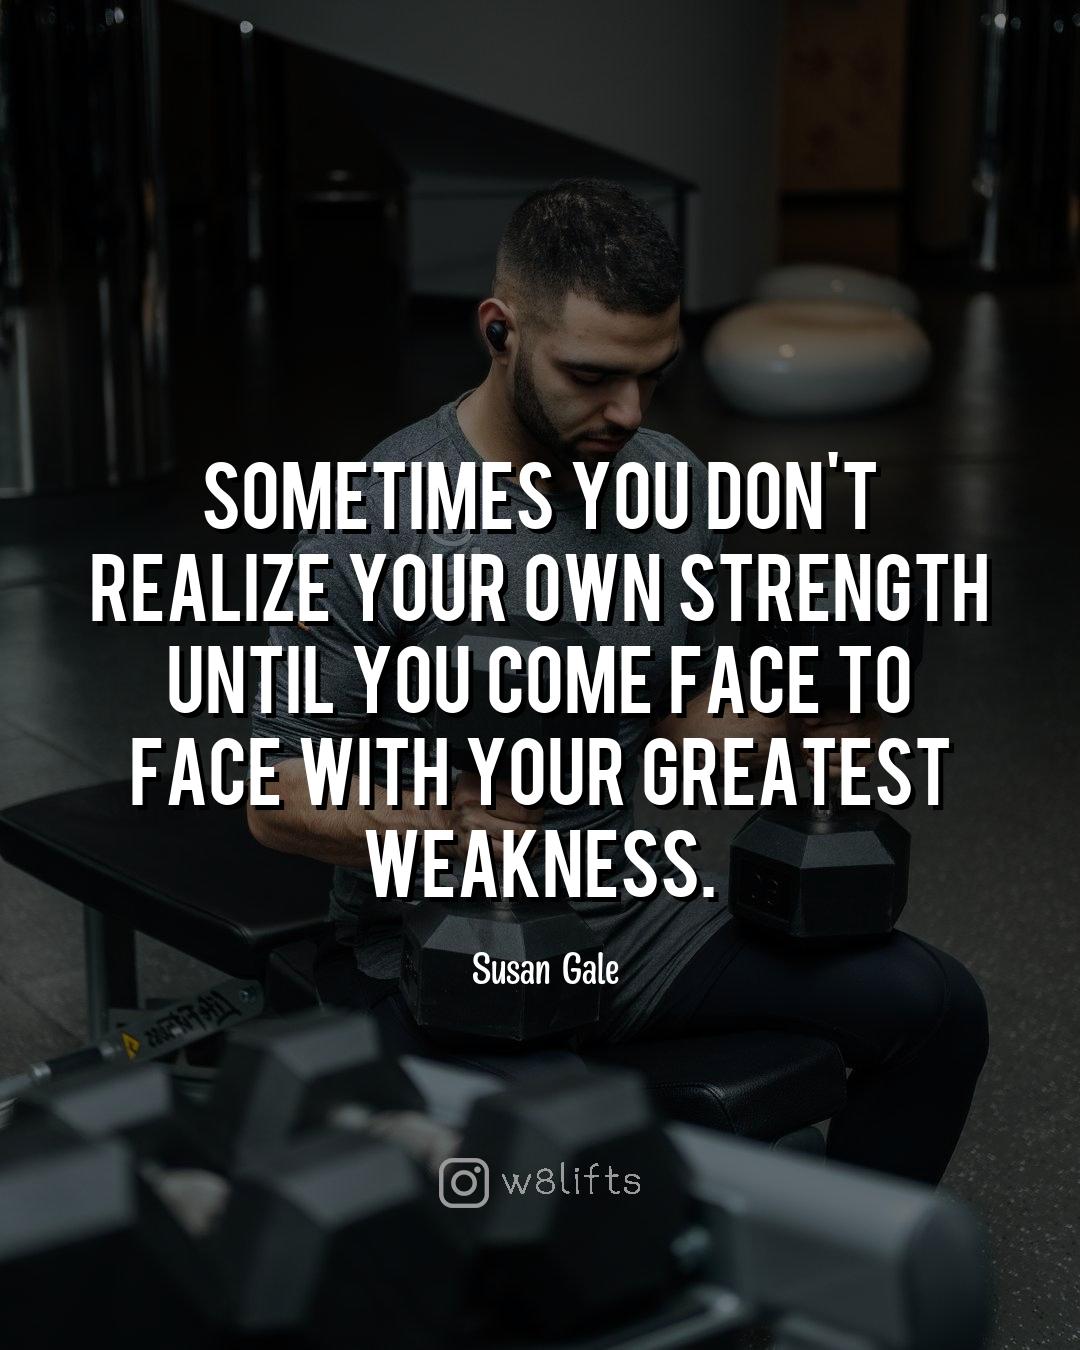 SOMETIMES YOU DON'T
REALIZE YOUR OWN STRENGTH
UNTIL YOU COME FACE TO
FACE WITH YOUR GREATEST
WEAKNESS.
Susan Gale
LifeFitness
w8lifts